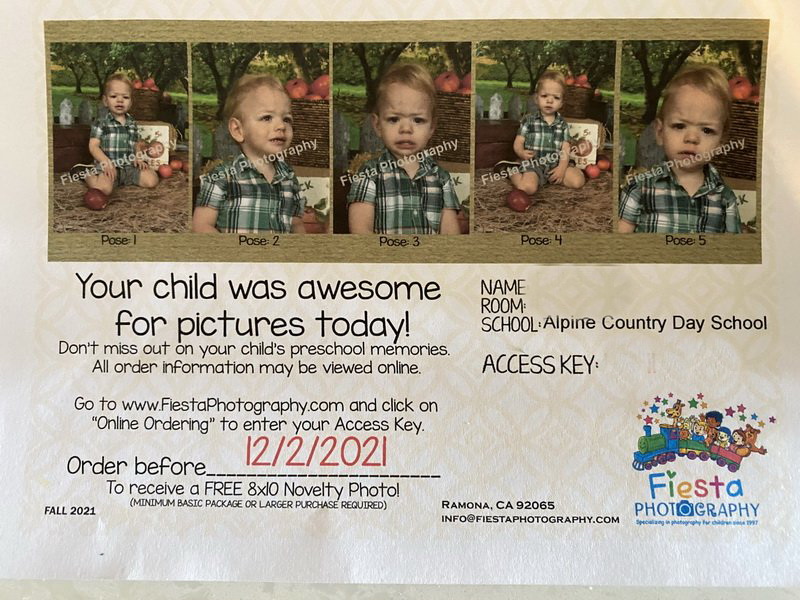 Fiesta Photography Fiesta Photography Fiesta Photography Fiesta Photography Fiesta Photography
Pose: 1 Pose: 2 Pose: 3 Pose: 4 Pose: 5
Your child was awesome
for pictures today!
Don't miss out on your child's preschool memories.
All order information may be viewed online.
Go to www.FiestaPhotography.com and click on
"Online Ordering" to enter your Access Key.
Order before 12/2/2021
To receive a FREE 8x10 Novelty Photo!
(MINIMUM BASIC PACKAGE OR LARGER PURCHASE REQUIRED)
FALL 2021
NAME
ROOM:
SCHOOL: Alpine Country Day School
ACCESS KEY:
Fiesta
PHOTOGRAPHY
Specializing in photography for children since 1997
RAMONA, CA 92065
INFO@FIESTAPHOTOGRAPHY.COM